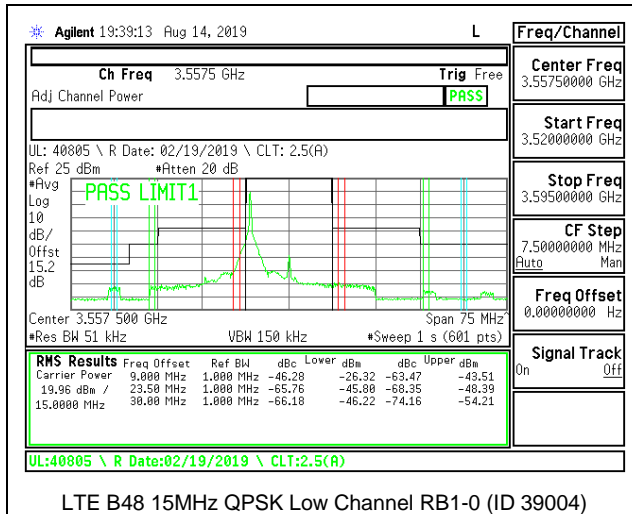 Agilent 19:39:13 Aug 14, 2019 L Freq/Channel
Ch Freq 3.5575 GHz Trig Free
Adj Channel Power PASS
UL: 40805 \ R Date: 02/19/2019 \ CLT: 2.5(A)
Ref 25 dBm #Atten 20 dB
#Avg
Log
10
dB/
Offst
15.2
dB
PASS LIMIT1
Center 3.557 500 GHz Span 75 MHz^
#Res BW 51 kHz VBW 150 kHz #Sweep 1 s (601 pts)
RMS Results Freq Offset Ref BW dBc Lower dBm dBc Upper dBm
Carrier Power 9.000 MHz 1.000 MHz -46.28 -26.32 -63.47 -43.51
19.96 dBm / 23.50 MHz 1.000 MHz -65.76 -45.80 -68.35 -48.39
15.0000 MHz 30.00 MHz 1.000 MHz -66.18 -46.22 -74.16 -54.21
UL:40805 \ R Date:02/19/2019 \ CLT:2.5(A)
Center Freq
3.55750000 GHz
Start Freq
3.52000000 GHz
Stop Freq
3.59500000 GHz
CF Step
7.50000000 MHz
Auto Man
Freq Offset
0.00000000 Hz
Signal Track
On Off
LTE B48 15MHz QPSK Low Channel RB1-0 (ID 39004)